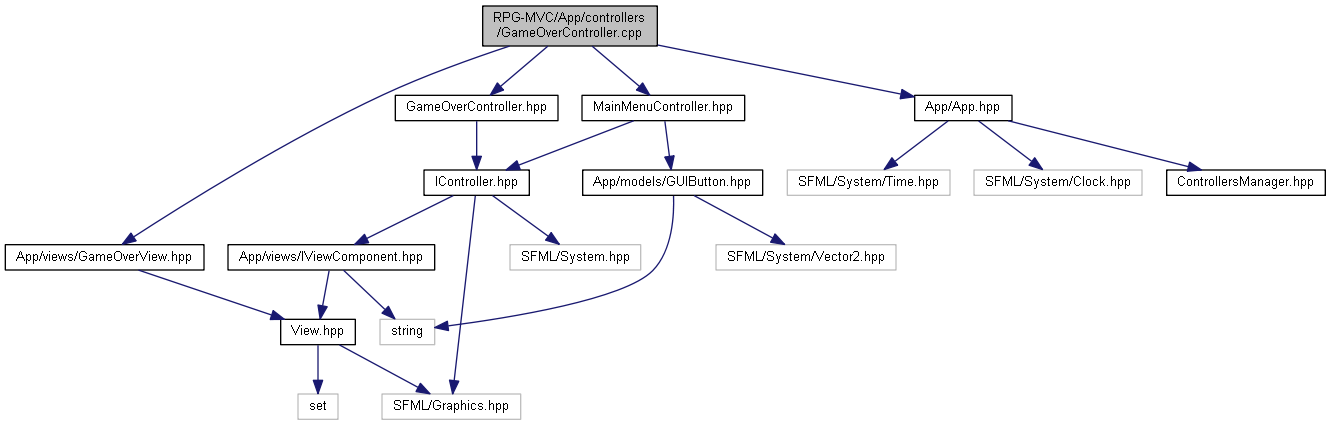 RPG-MVC/App/controllers
/GameOverController.cpp
GameOverController.hpp
MainMenuController.hpp
App/App.hpp
IController.hpp
App/models/GUIButton.hpp
SFML/System/Time.hpp
SFML/System/Clock.hpp
ControllersManager.hpp
App/views/GameOverView.hpp
App/views/IViewComponent.hpp
SFML/System.hpp
SFML/System/Vector2.hpp
View.hpp
string
set
SFML/Graphics.hpp